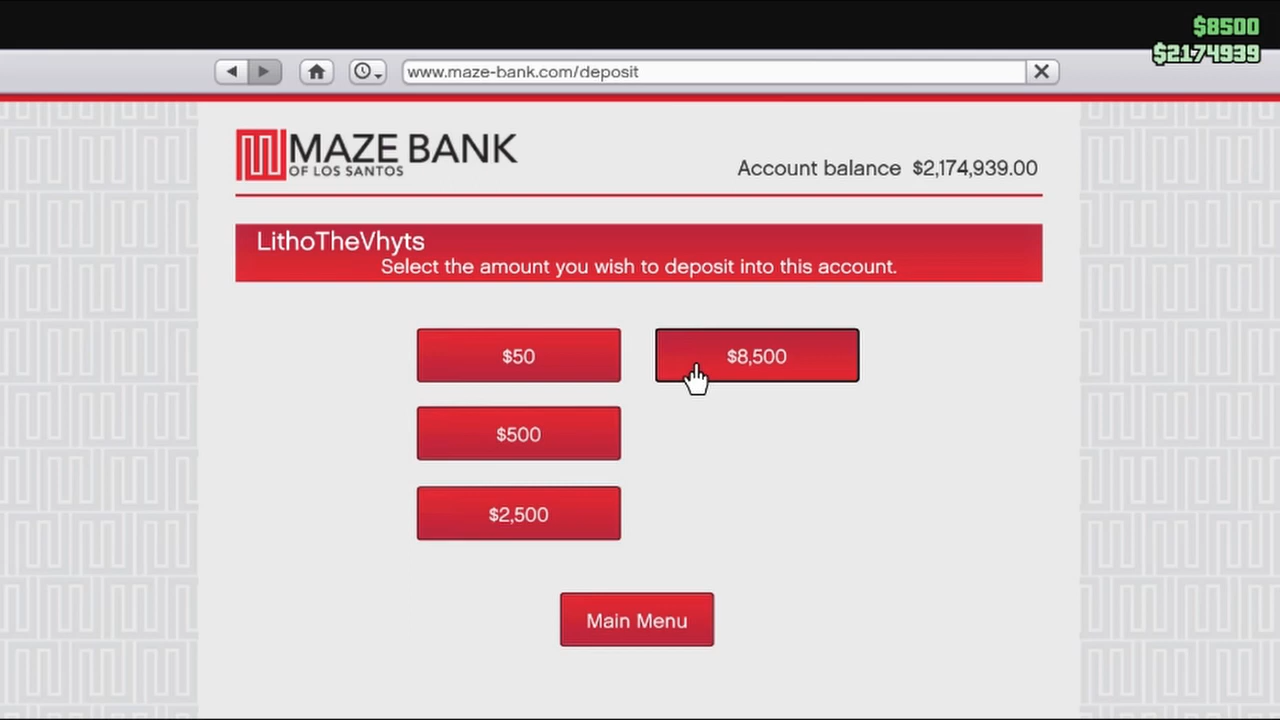 $8500
$2174939
www.maze-bank.com/deposit
MAZE BANK
OF LOS SANTOS
Account balance $2,174,939.00
LithoTheVhyts
Select the amount you wish to deposit into this account.
$50
$8,500
$500
$2,500
Main Menu